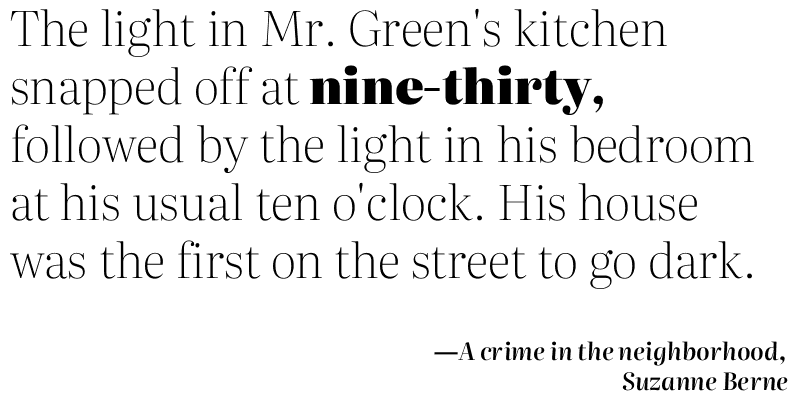 The light in Mr. Green's kitchen
snapped off at nine-thirty,
followed by the light in his bedroom
at his usual ten o'clock. His house
was the first on the street to go dark.
—A crime in the neighborhood,
Suzanne Berne